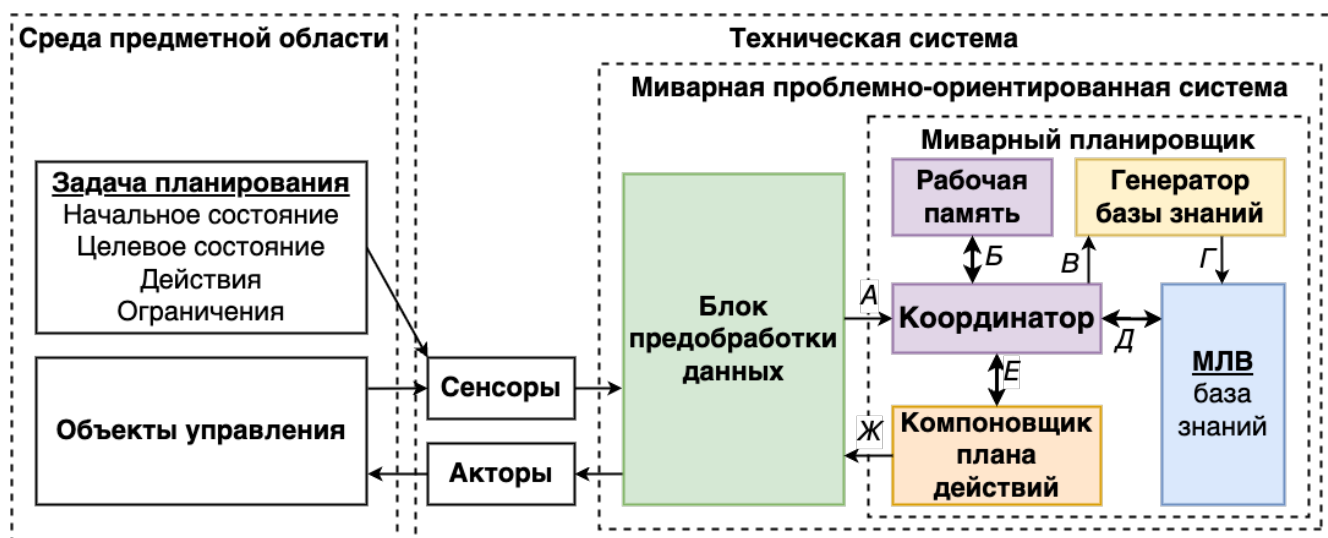 Среда предметной области
Техническая система
Миварная проблемно-ориентированная система
Миварный планировщик
Задача планирования
Начальное состояние
Целевое состояние
Действия
Ограничения
Объекты управления
Сенсоры
Акторы
Блок
предобработки
данных
Рабочая
память
Генератор
базы знаний
Б
В
Г
А
Координатор
Д
Е
МЛВ
база
знаний
Ж
Компоновщик
плана
действий